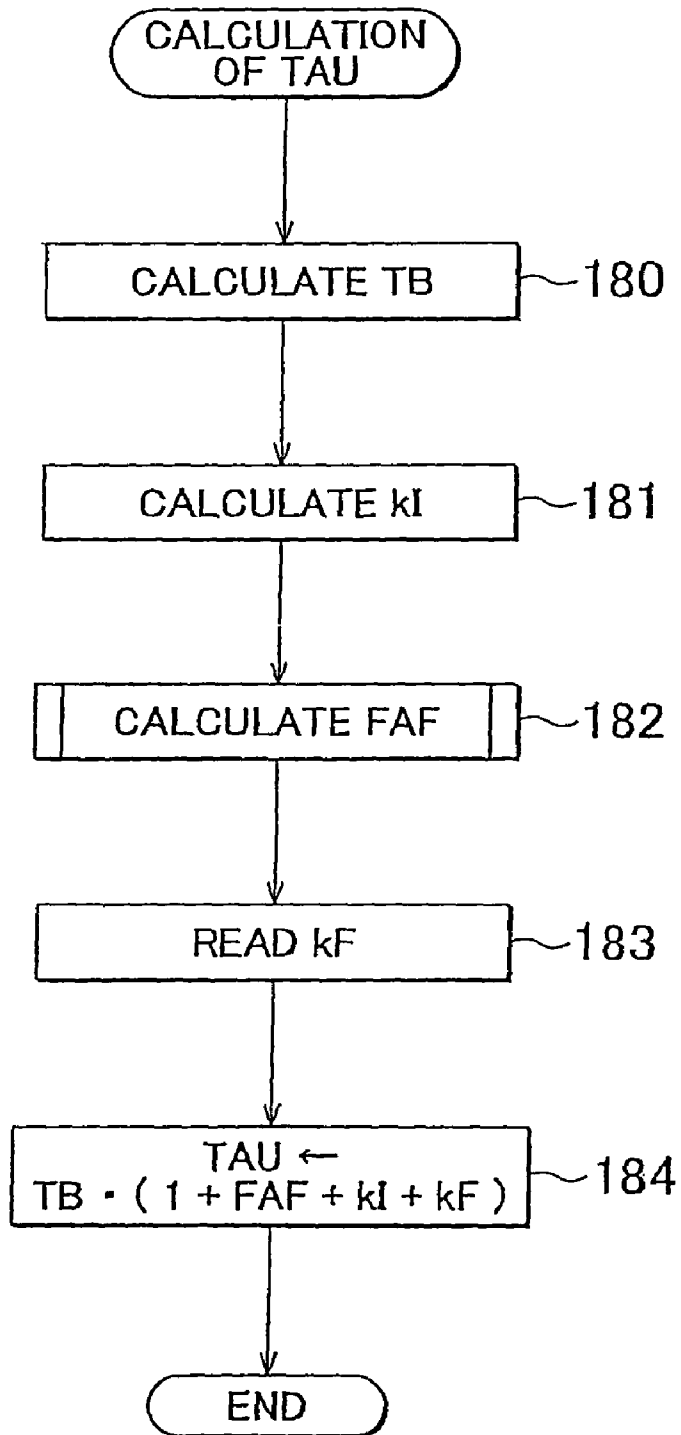 CALCULATION
OF TAU
CALCULATE TB
180
CALCULATE kI
181
CALCULATE FAF
182
READ kF
183
TAU ←
TB・( 1 + FAF + kI + kF )
184
END